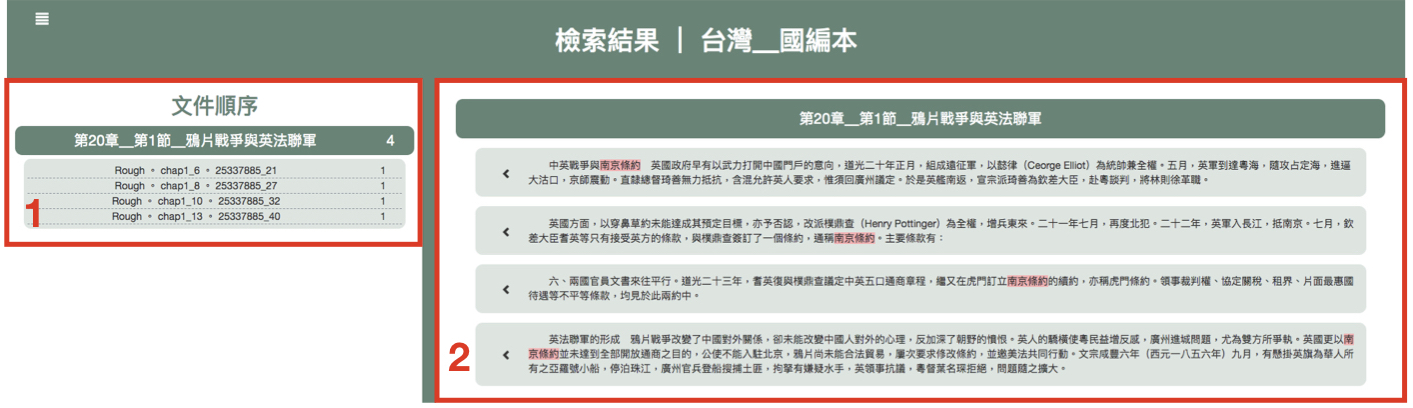 檢索結果 ｜ 台灣__國編本
文件順序
第20章__第1節__鴉片戰爭與英法聯軍 4
Rough ◦ chap1_6 ◦ 25337885_21 1
Rough ◦ chap1_8 ◦ 25337885_27 1
Rough ◦ chap1_10 ◦ 25337885_32 1
Rough ◦ chap1_13 ◦ 25337885_40 1
1
第20章__第1節__鴉片戰爭與英法聯軍
中英戰爭與南京條約　英國政府早有以武力打開中國門戶的意向，道光二十年正月，組成遠征軍，以懿律（Ceorge Elliot）為統帥兼全權。五月，英軍到達粵海，隨攻占定海，進逼
大沽口，京師震動。直隸總督琦善無力抵抗，含混允許英人要求，惟須回廣州議定。於是英艦南返，宣宗派琦善為欽差大臣，赴粵談判，將林則徐革職。
英國方面，以穿鼻草約未能達成其預定目標，亦予否認，改派樸鼎查（Henry Pottinger）為全權，增兵東來。二十一年七月，再度北犯。二十二年，英軍入長江，抵南京。七月，欽
差大臣耆英等只有接受英方的條款，與樸鼎查簽訂了一個條約，通稱南京條約。主要條款有：
六、兩國官員文書來往平行。道光二十三年，耆英復與樸鼎查議定中英五口通商章程，繼又在虎門訂立南京條約的續約，亦稱虎門條約。領事裁判權、協定關稅、租界、片面最惠國
待遇等不平等條款，均見於此兩約中。
英法聯軍的形成　鴉片戰爭改變了中國對外關係，卻未能改變中國人對外的心理，反加深了朝野的憤恨。英人的驕橫使粵民益增反感，廣州進城問題，尤為雙方所爭執。英國更以南
京條約並未達到全部開放通商之目的，公使不能入駐北京，鴉片尚未能合法貿易，屢次要求修改條約，並邀美法共同行動。文宗咸豐六年（西元一八五六年）九月，有懸掛英旗為華人所
有之亞羅號小船，停泊珠江，廣州官兵登船搜捕土匪，拘拏有嫌疑水手，英領事抗議，粵督葉名琛拒絕，問題隨之擴大。
2